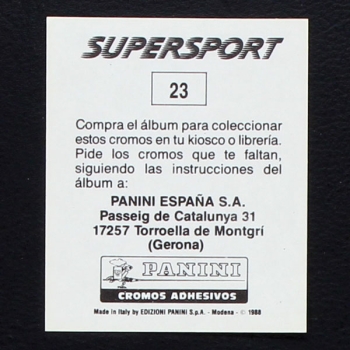 SUPERSPORT
23
Compra el álbum para coleccionar
estos cromos en tu kiosco o librería.
Pide los cromos que te faltan,
siguiendo las instrucciones del
álbum a:
PANINI ESPAÑA S.A.
Passeig de Catalunya 31
17257 Torroella de Montgrí
(Gerona)
PANINI
CROMOS ADHESIVOS
Made in Italy by EDIZIONI PANINI S.p.A. - Modena - © 1988